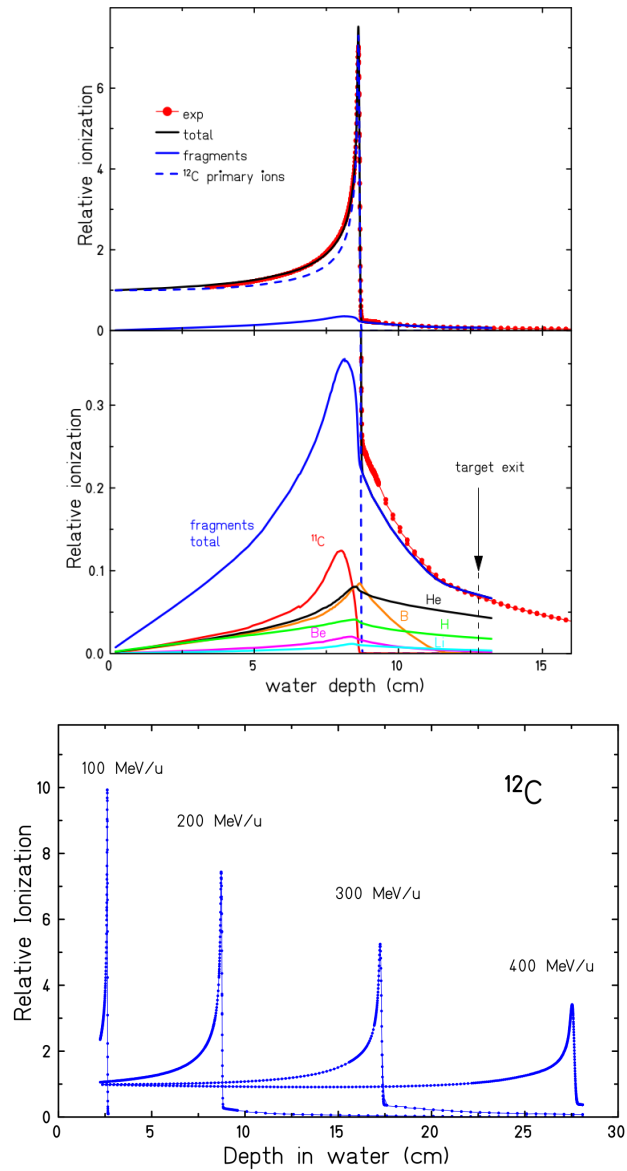 6
4
2
1
0
Relative ionization
exp
total
fragments
¹²C primary ions
0.3
0.2
0.1
0.0
Relative ionization
target exit
fragments
total
¹¹C
He
B
H
Be
Li
0
5
10
15
water depth (cm)
100 MeV/u
200 MeV/u
300 MeV/u
400 MeV/u
¹²C
10
8
6
4
2
0
Relative Ionization
0
5
10
15
20
25
30
Depth in water (cm)